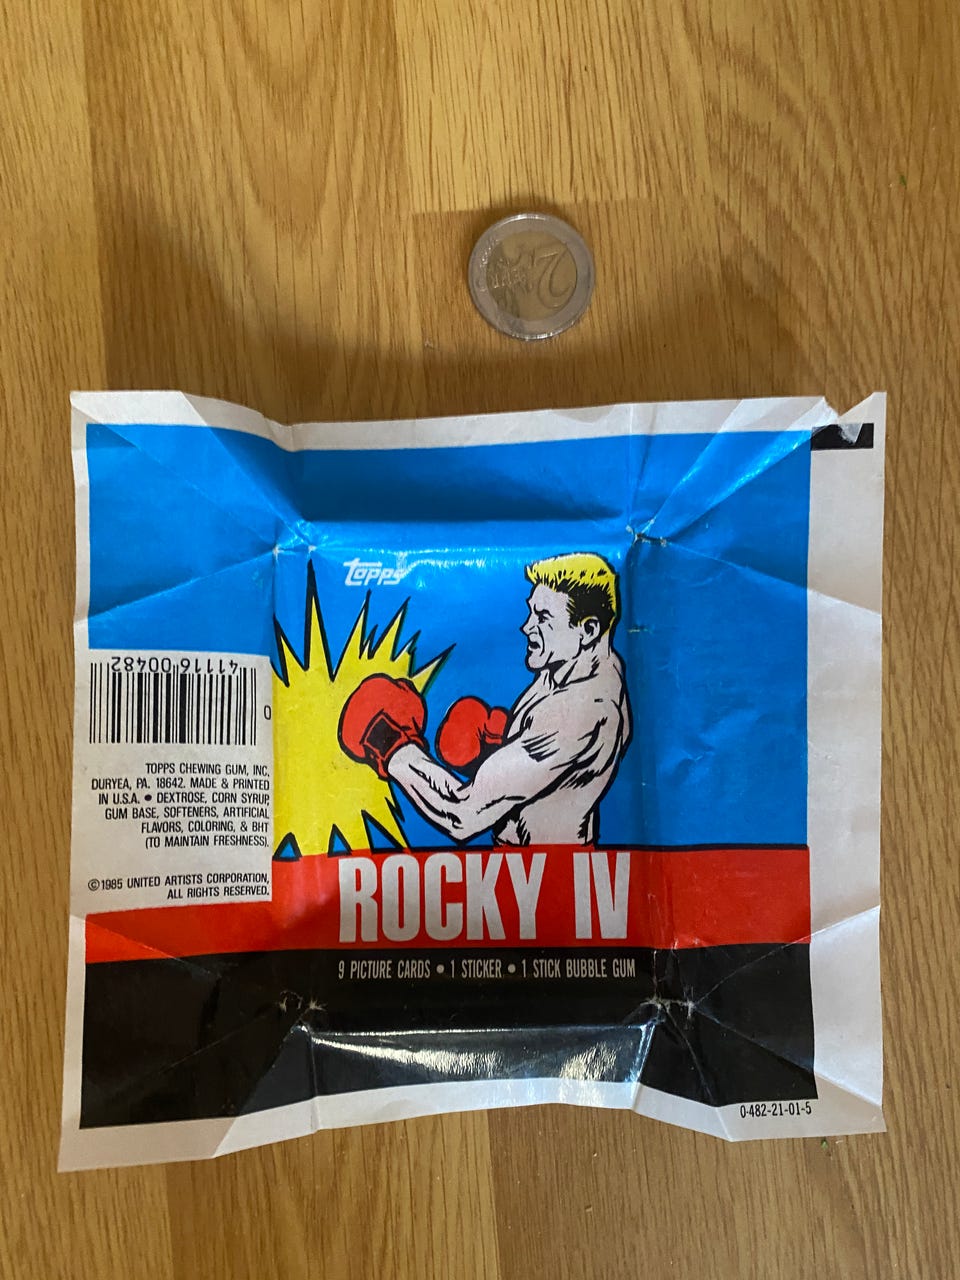 2
topps
41116 00482
0
TOPPS CHEWING GUM, INC.
DURYEA, PA. 18642. MADE & PRINTED
IN U.S.A. • DEXTROSE, CORN SYRUP,
GUM BASE, SOFTENERS, ARTIFICIAL
FLAVORS, COLORING, & BHT
(TO MAINTAIN FRESHNESS).
©1985 UNITED ARTISTS CORPORATION,
ALL RIGHTS RESERVED.
ROCKY IV
9 PICTURE CARDS • 1 STICKER • 1 STICK BUBBLE GUM
0-482-21-01-5